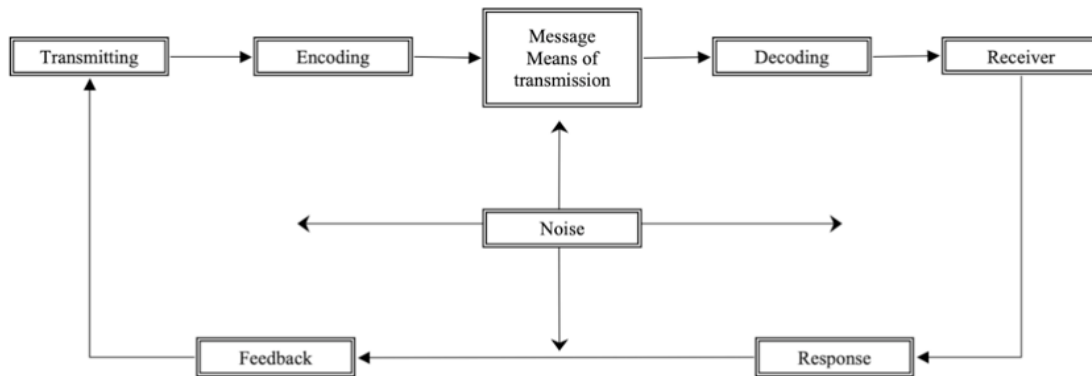 Transmitting
Encoding
Message
Means of
transmission
Decoding
Receiver
Noise
Feedback
Response